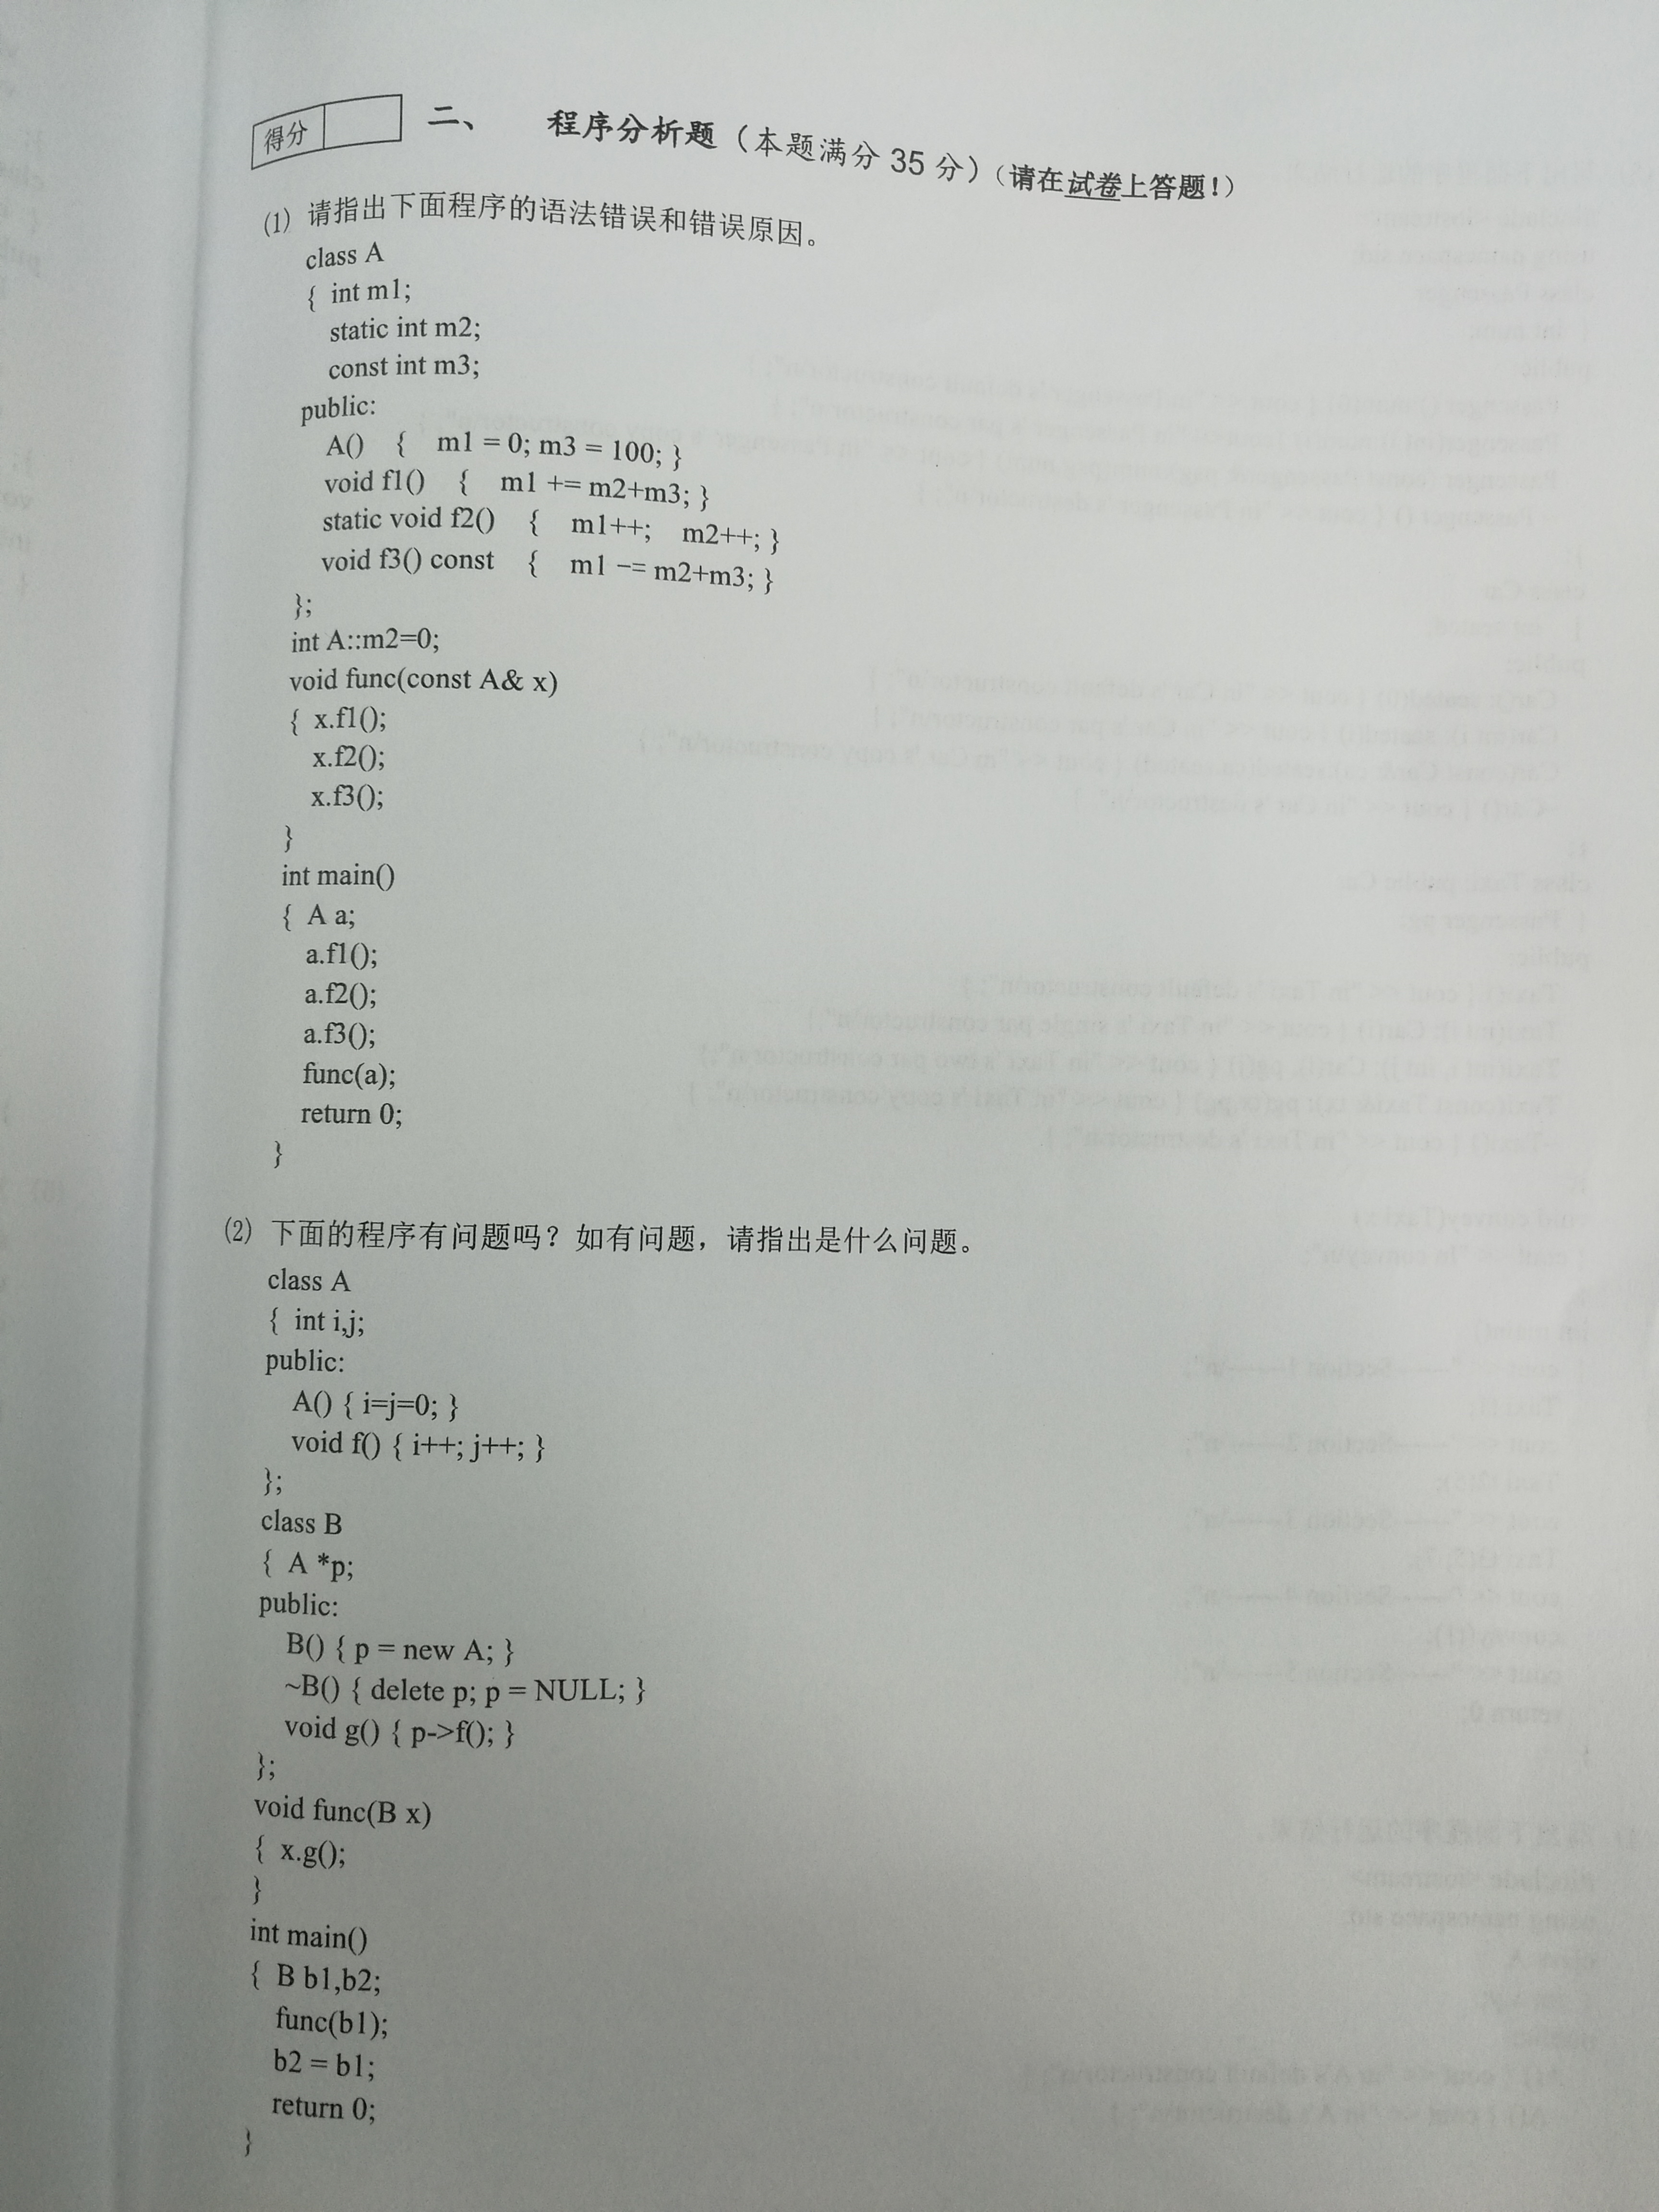 得分
二、 程序分析题（本题满分 35 分）（请在试卷上答题！）
(1) 请指出下面程序的语法错误和错误原因。
class A
{ int m1;
static int m2;
const int m3;
public:
A() { m1 = 0; m3 = 100; }
void f1() { m1 += m2+m3; }
static void f2() { m1++; m2++; }
void f3() const { m1 -= m2+m3; }
};
int A::m2=0;
void func(const A& x)
{ x.f1();
x.f2();
x.f3();
}
int main()
{ A a;
a.f1();
a.f2();
a.f3();
func(a);
return 0;
}
(2) 下面的程序有问题吗？如有问题，请指出是什么问题。
class A
{ int i,j;
public:
A() { i=j=0; }
void f() { i++; j++; }
};
class B
{ A *p;
public:
B() { p = new A; }
~B() { delete p; p = NULL; }
void g() { p->f(); }
};
void func(B x)
{ x.g();
}
int main()
{ B b1,b2;
func(b1);
b2 = b1;
return 0;
}